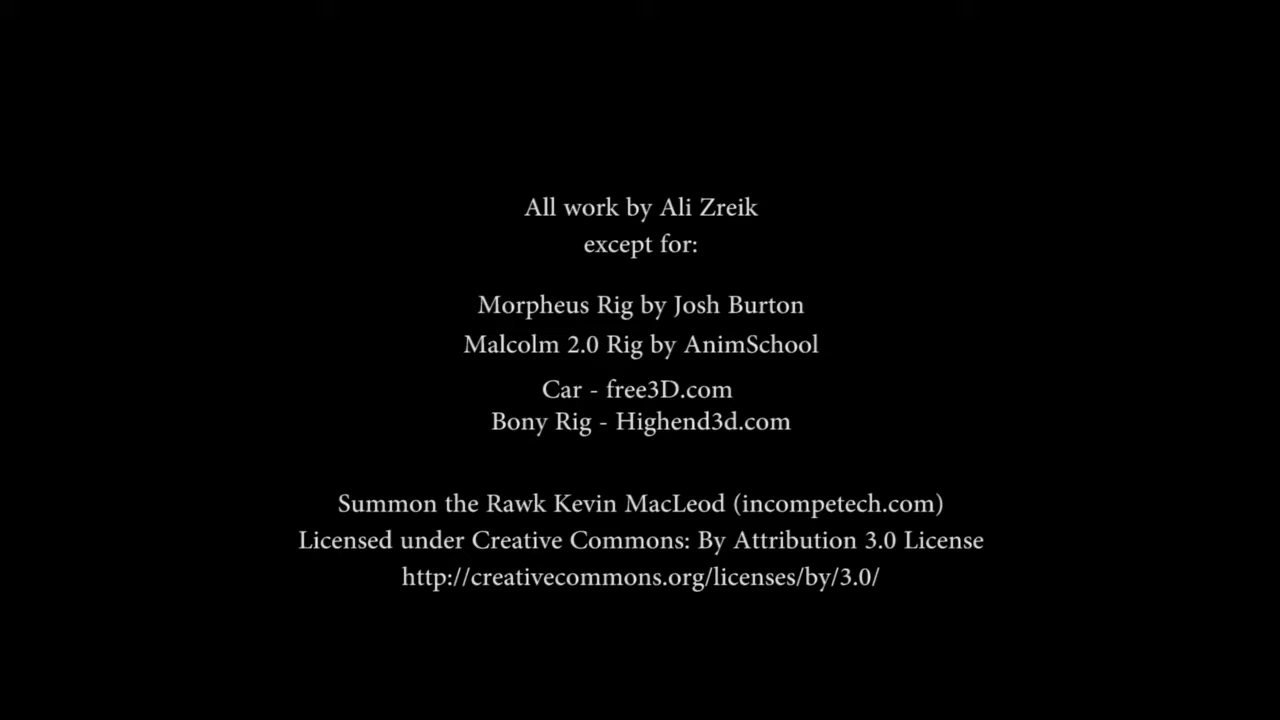 All work by Ali Zreik
except for:
Morpheus Rig by Josh Burton
Malcolm 2.0 Rig by AnimSchool
Car - free3D.com
Bony Rig - Highend3d.com
Summon the Rawk Kevin MacLeod (incompetech.com)
Licensed under Creative Commons: By Attribution 3.0 License
http://creativecommons.org/licenses/by/3.0/